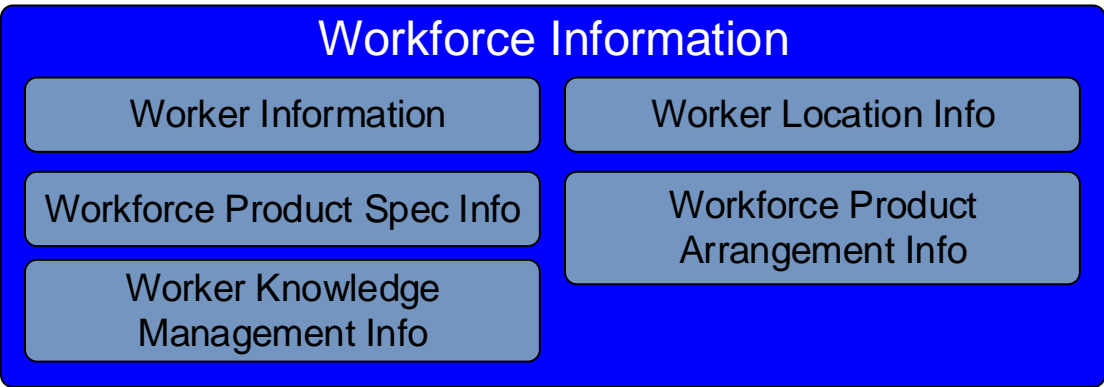 Workforce Information
Worker Information
Worker Location Info
Workforce Product Spec Info
Workforce Product
Arrangement Info
Worker Knowledge
Management Info